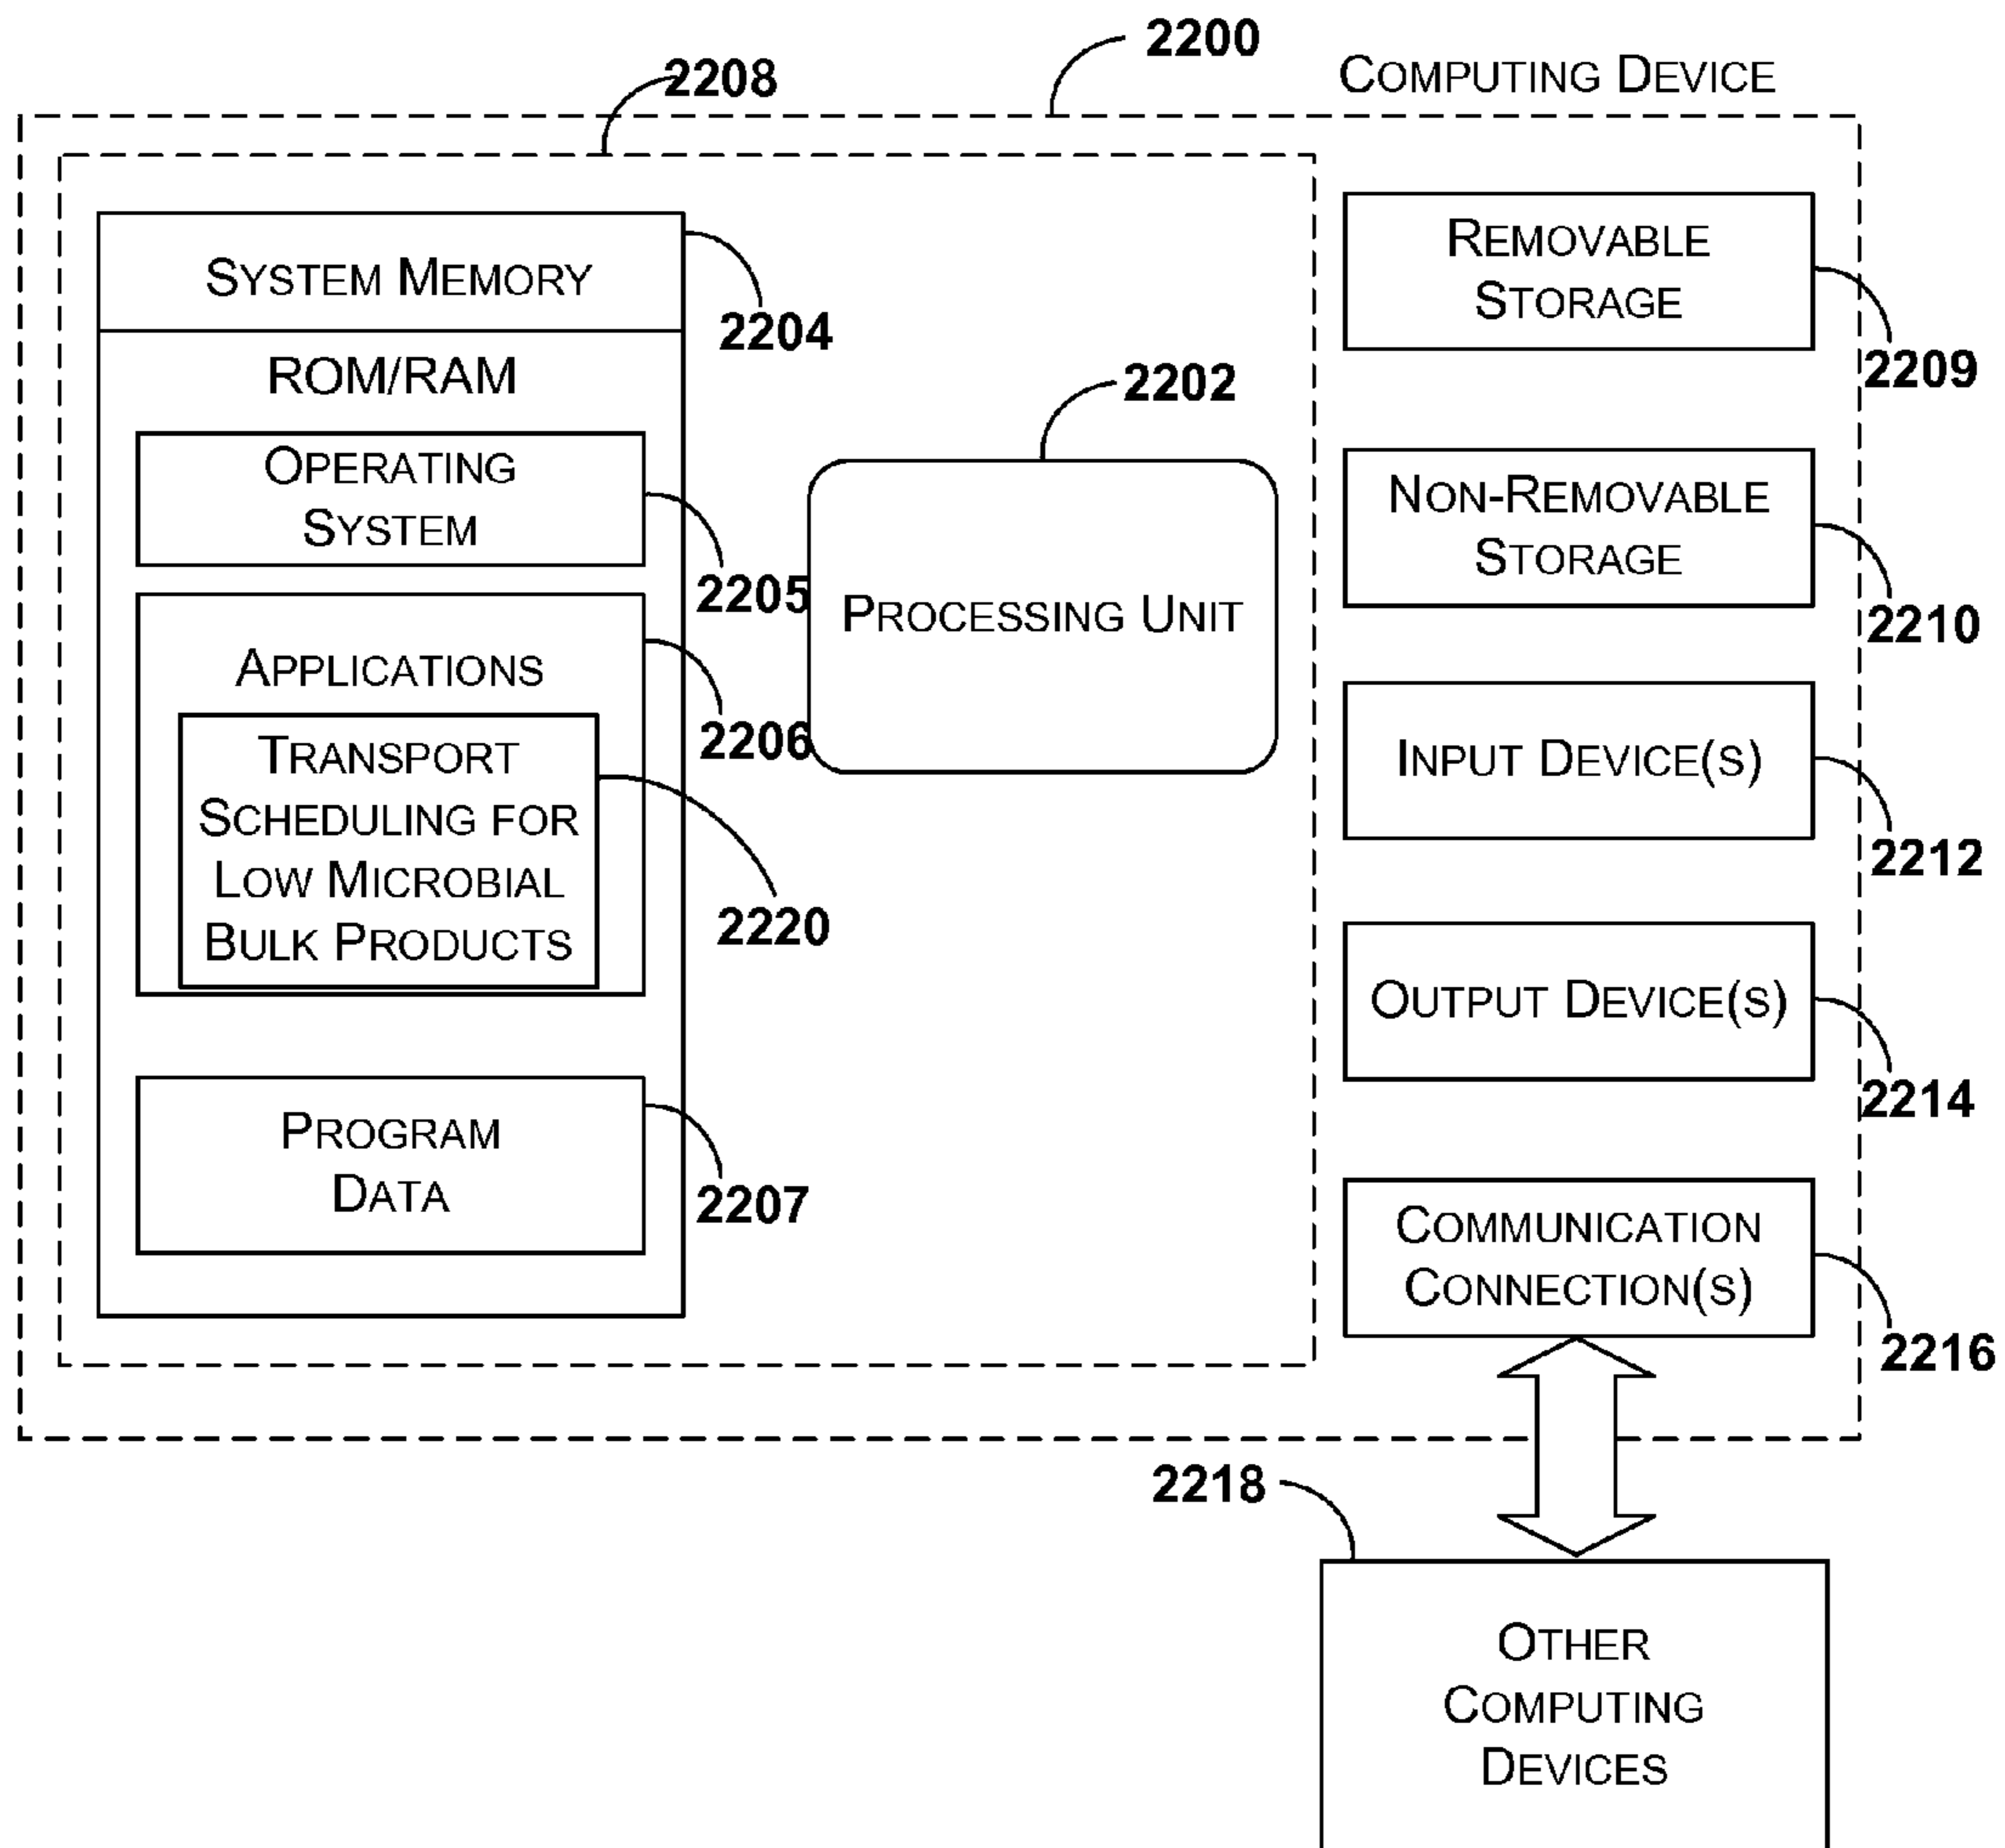 2200
COMPUTING DEVICE
2208
SYSTEM MEMORY
2204
ROM/RAM
OPERATING
SYSTEM
2205
APPLICATIONS
2206
TRANSPORT
SCHEDULING FOR
LOW MICROBIAL
BULK PRODUCTS
2220
PROGRAM
DATA
2207
2202
PROCESSING UNIT
REMOVABLE
STORAGE
2209
NON-REMOVABLE
STORAGE
2210
INPUT DEVICE(S)
2212
OUTPUT DEVICE(S)
2214
COMMUNICATION
CONNECTION(S)
2216
2218
OTHER
COMPUTING
DEVICES